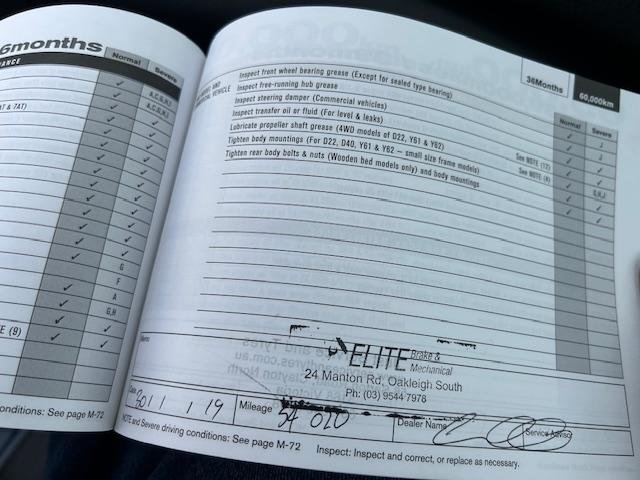 6months
Normal
Severe
ANCE
A,C,G,H,I
A,C,G,H,I
AT & 7AT)
G
F
A
G,H
E (9)
onditions: See page M-72
36Months
60,000km
Normal
Severe
Inspect front wheel bearing grease (Except for sealed type bearing)
Inspect free-running hub grease
Inspect steering damper (Commercial vehicles)
Inspect transfer oil or fluid (For level & leaks)
Lubricate propeller shaft grease (4WD models of D22, Y61 & Y62) See NOTE (12)
Tighten body mountings (For D22, D40, Y61 & Y62 – small size frame models) See NOTE (8)
Tighten rear body bolts & nuts (Wooden bed models only) and body mountings
VEHICLE
G,H,J
Memo
ELITE Brake & Mechanical
24 Manton Rd, Oakleigh South
Ph: (03) 9544 7978
Date 30/1/19
Mileage 54 020
Dealer Name
Service Advisor
NOTE and Severe driving conditions: See page M-72
Inspect: Inspect and correct, or replace as necessary.